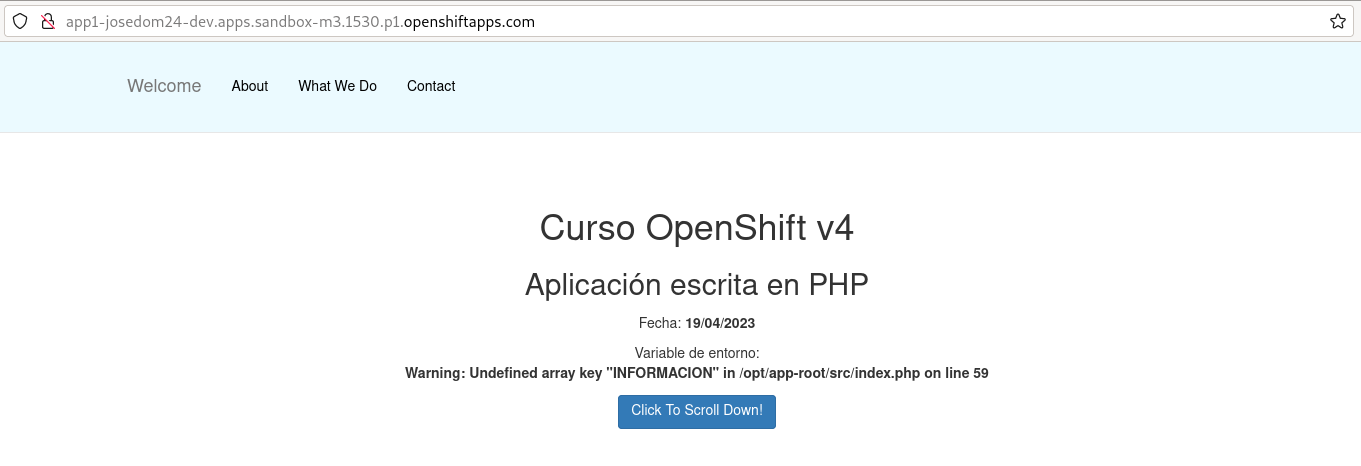 app1-josedom24-dev.apps.sandbox-m3.1530.p1.openshiftapps.com
Welcome About What We Do Contact
Curso OpenShift v4
Aplicación escrita en PHP
Fecha: 19/04/2023
Variable de entorno:
Warning: Undefined array key "INFORMACION" in /opt/app-root/src/index.php on line 59
Click To Scroll Down!